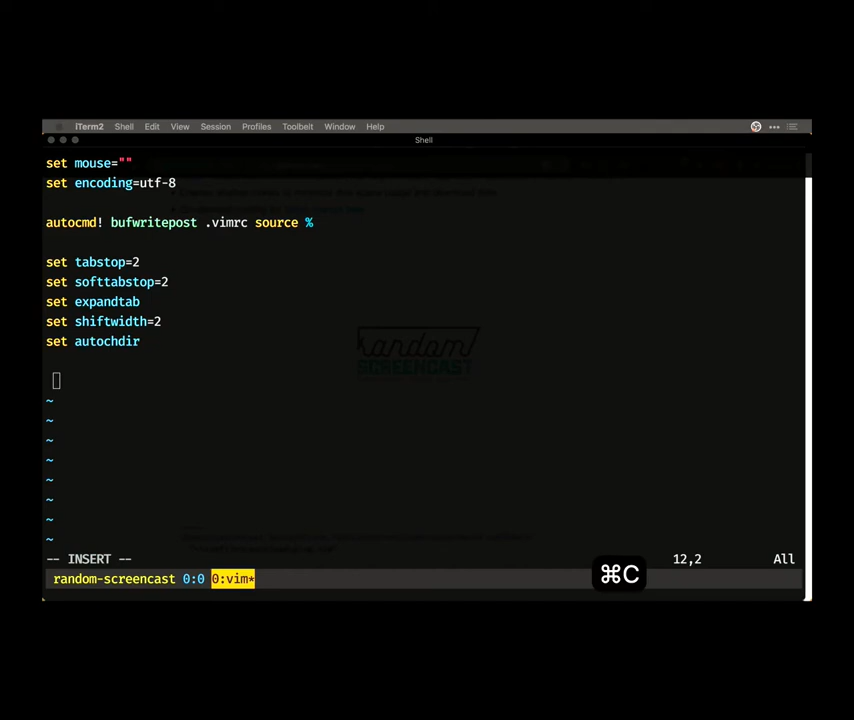 iTerm2 Shell Edit View Session Profiles Toolbelt Window Help
Shell
set mouse=""
set encoding=utf-8
autocmd! bufwritepost .vimrc source %
set tabstop=2
set softtabstop=2
set expandtab
set shiftwidth=2
set autochdir
~
~
~
~
~
~
~
~
-- INSERT -- 12,2 All
random-screencast 0:0 0:vim*
⌘C
random
SCREENCAST